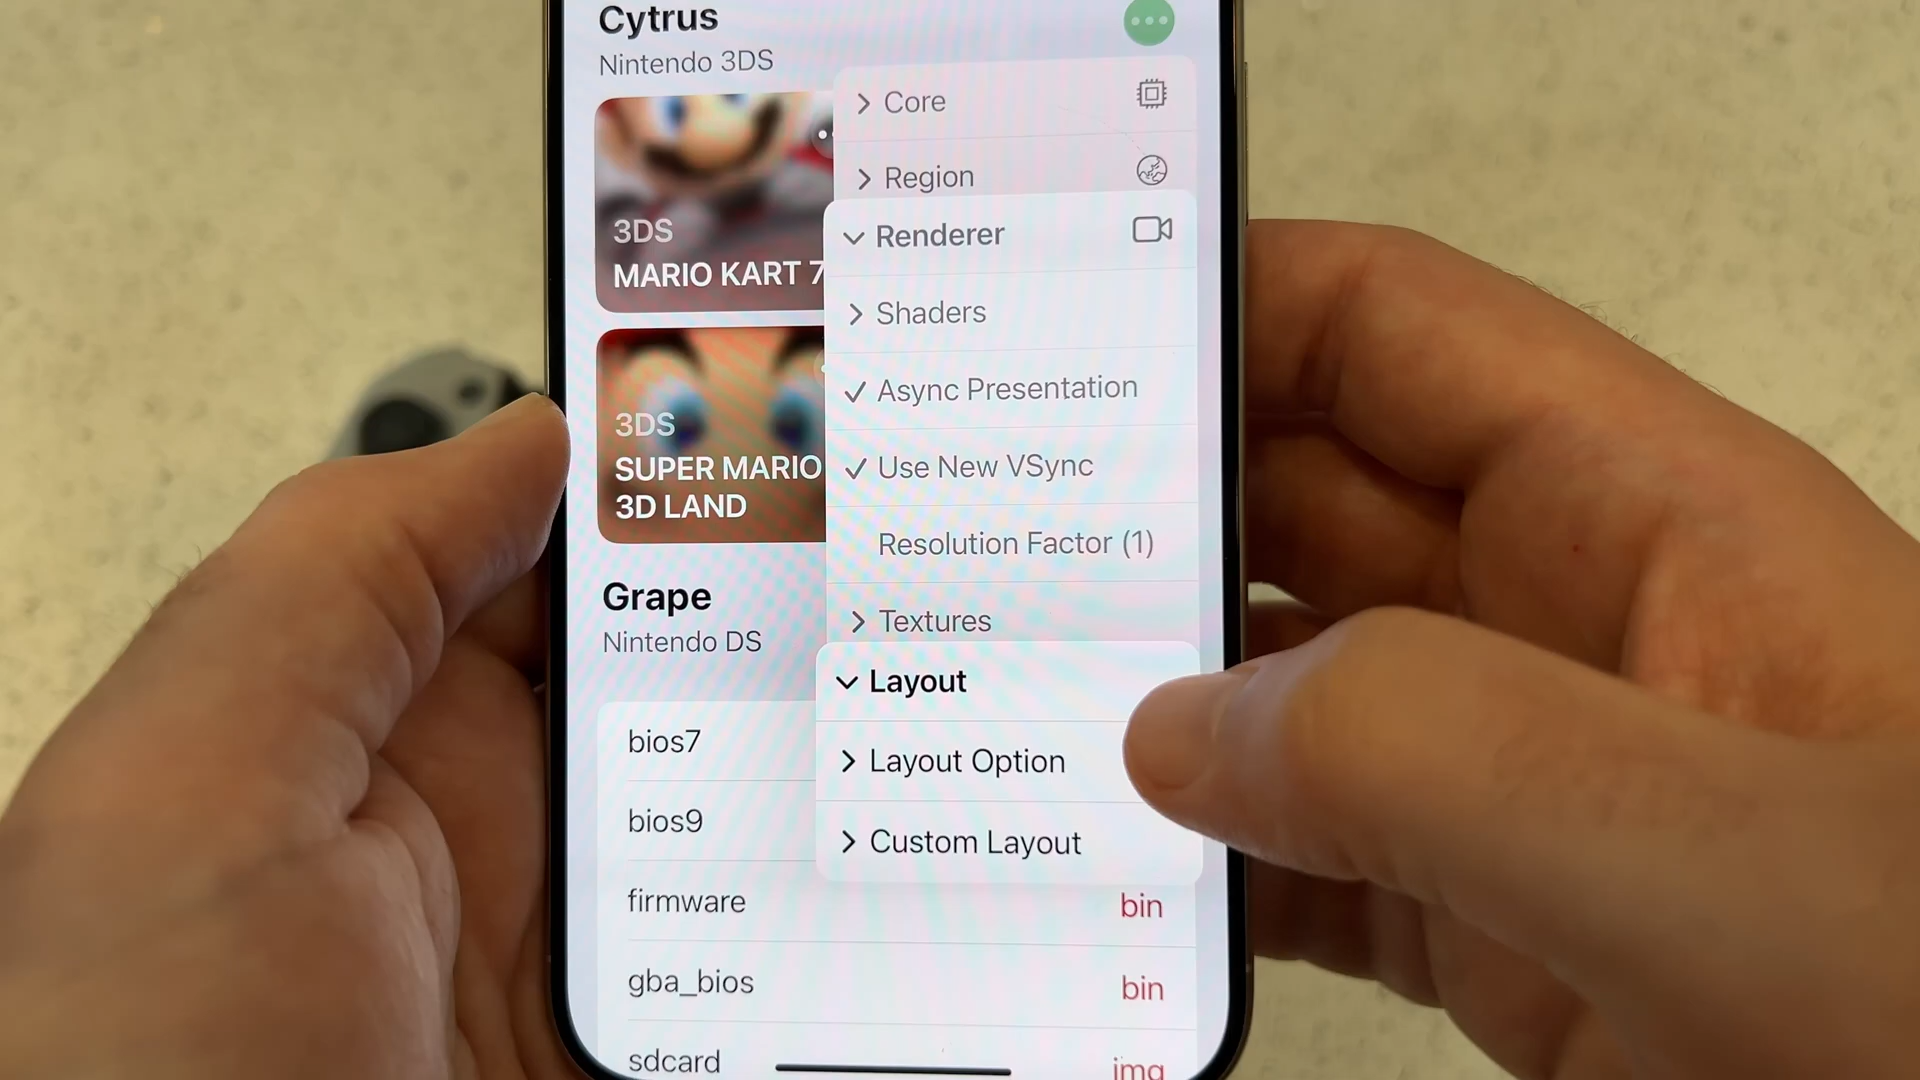 Cytrus
Nintendo 3DS
Core
Region
3DS
MARIO KART 7
Renderer
Shaders
Async Presentation
3DS
SUPER MARIO
3D LAND
Use New VSync
Resolution Factor (1)
Textures
Grape
Nintendo DS
Layout
Layout Option
Custom Layout
bios7
bios9
firmware
bin
gba_bios
bin
sdcard
img